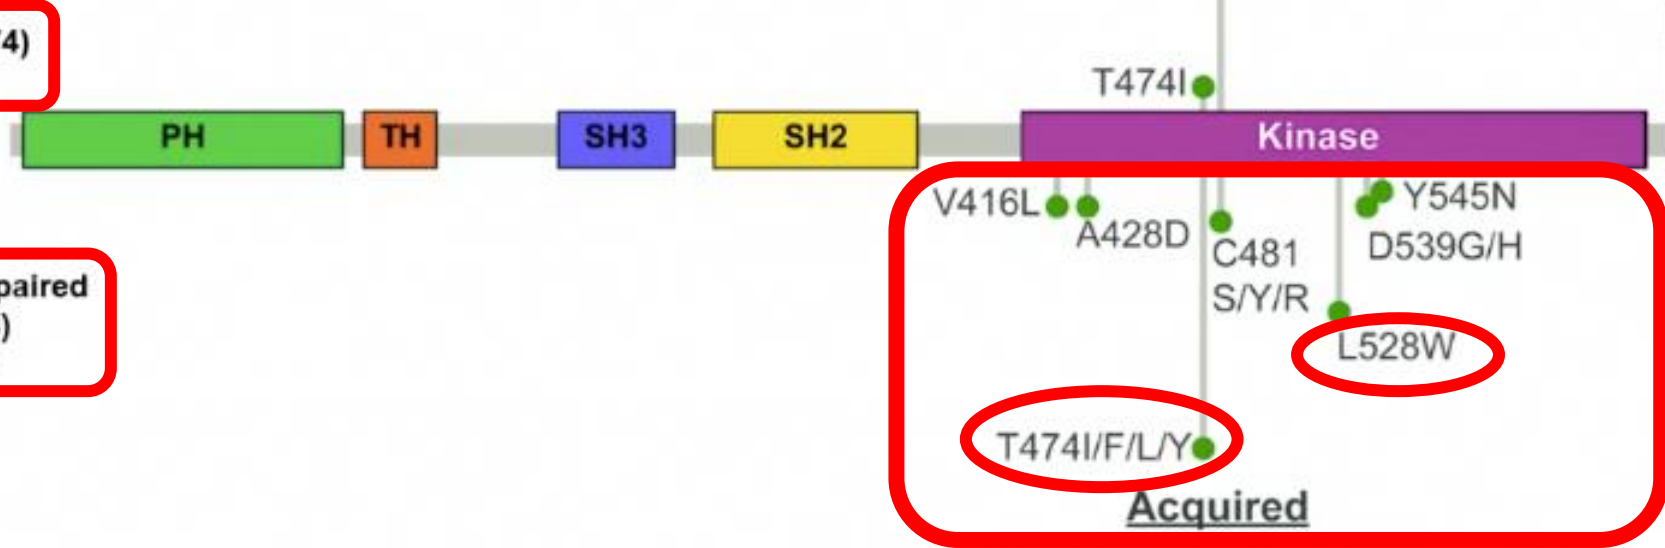 4)
T474I
PH
TH
SH3
SH2
Kinase
V416L
A428D
C481
S/Y/R
Y545N
D539G/H
paired
)
L528W
T474I/F/L/Y
Acquired